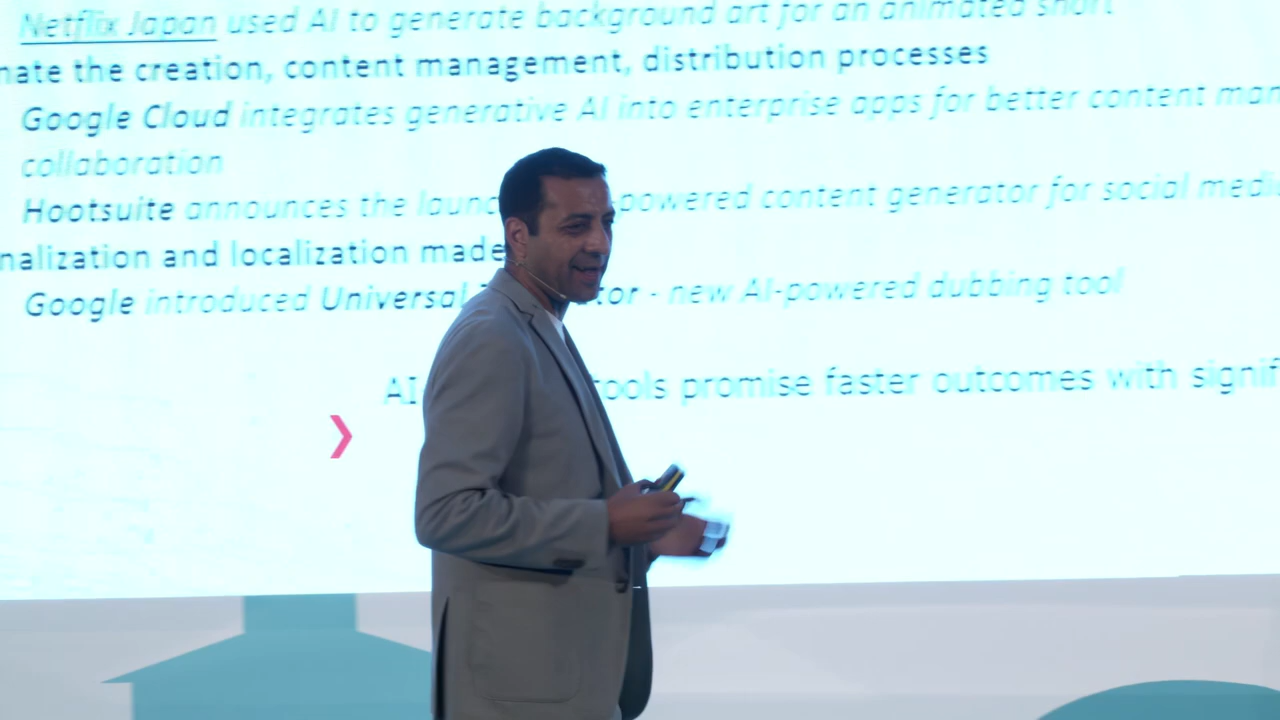 Netflix Japan used AI to generate background art for an animated short
nate the creation, content management, distribution processes
Google Cloud integrates generative AI into enterprise apps for better content man
collaboration
Hootsuite announces the launc -powered content generator for social medi
nalization and localization made
Google introduced Universal T tor - new AI-powered dubbing tool
AI tools promise faster outcomes with signif